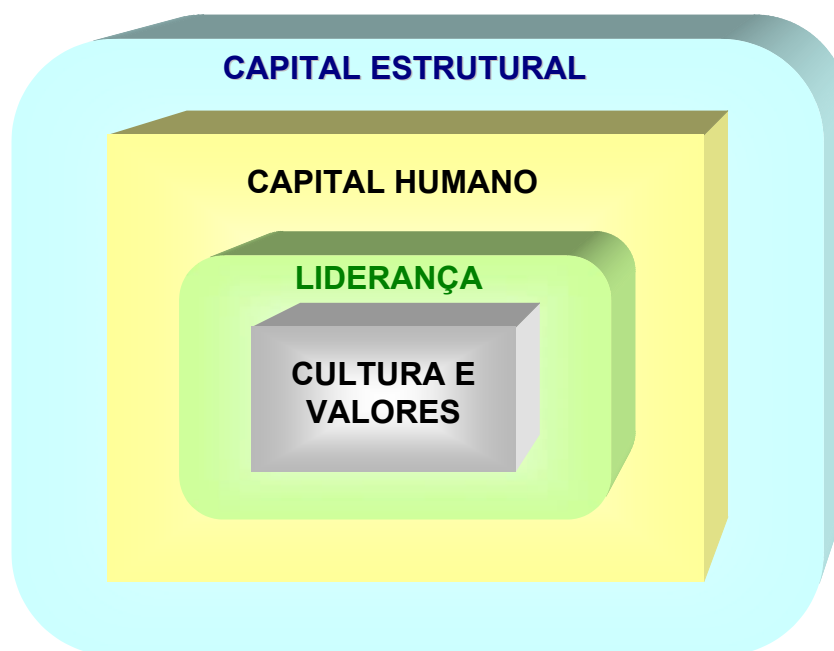 CAPITAL ESTRUTURAL
CAPITAL HUMANO
LIDERANÇA
CULTURA E
VALORES